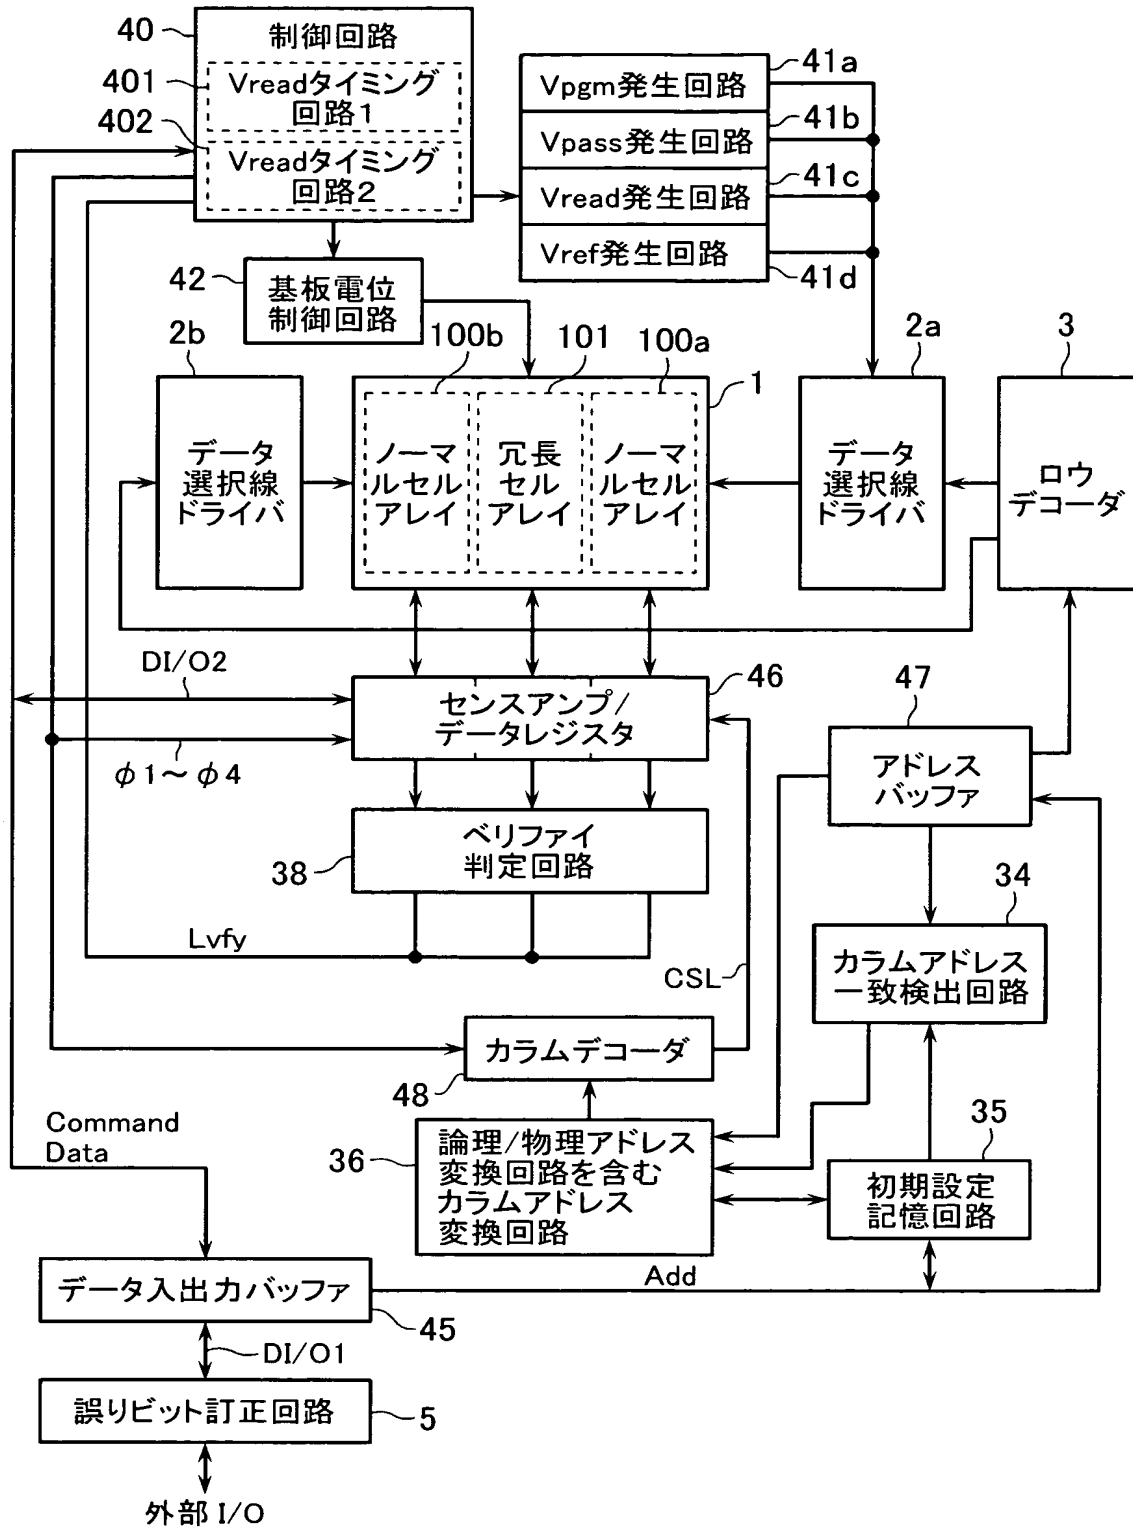 40
制御回路
401
Vreadタイミング
回路1
402
Vreadタイミング
回路2
41a
Vpgm発生回路
41b
Vpass発生回路
41c
Vread発生回路
Vref発生回路
41d
42
基板電位
制御回路
2b
100b
101
100a
1
2a
3
データ
選択線
ドライバ
ノーマ
ルセル
アレイ
冗長
セル
アレイ
ノーマ
ルセル
アレイ
データ
選択線
ドライバ
ロウ
デコーダ
DI/O2
センスアンプ/
データレジスタ
46
47
φ1～φ4
アドレス
バッファ
ベリファイ
判定回路
38
34
Lvfy
CSL
カラムアドレス
一致検出回路
カラムデコーダ
48
Command
Data
36
論理/物理アドレス
変換回路を含む
カラムアドレス
変換回路
35
初期設定
記憶回路
Add
データ入出力バッファ
45
DI/O1
誤りビット訂正回路
5
外部I/O